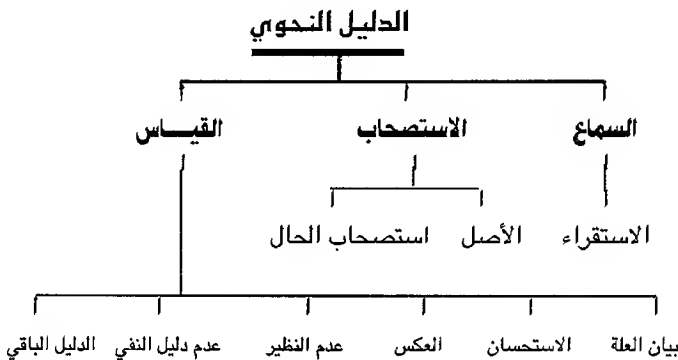 الدليل النحوي
السماع الاستصحاب القيـــاس
الاستقراء الأصل استصحاب الحال
بيان العلة الاستحسان العكس عدم النظير عدم دليل النفي الدليل الباقي